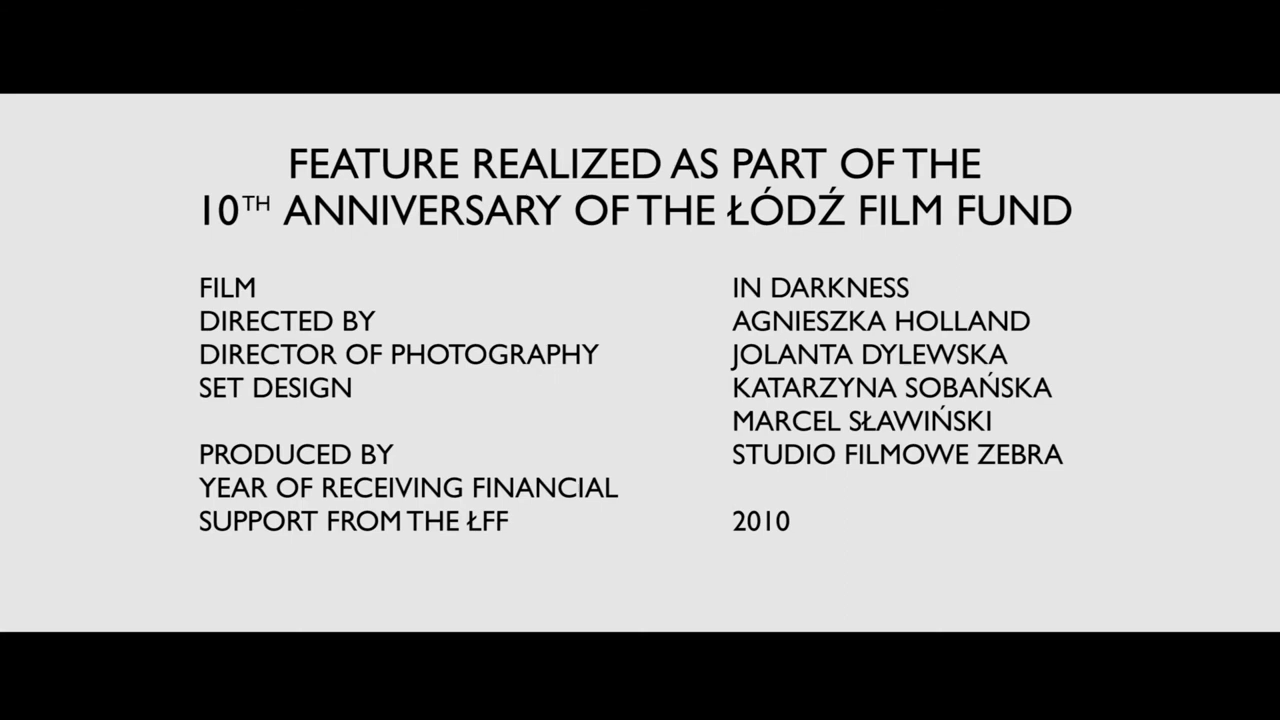 FEATURE REALIZED AS PART OF THE
10TH ANNIVERSARY OF THE ŁÓDŹ FILM FUND
FILM IN DARKNESS
DIRECTED BY AGNIESZKA HOLLAND
DIRECTOR OF PHOTOGRAPHY JOLANTA DYLEWSKA
SET DESIGN KATARZYNA SOBAŃSKA
MARCEL SŁAWIŃSKI
PRODUCED BY STUDIO FILMOWE ZEBRA
YEAR OF RECEIVING FINANCIAL
SUPPORT FROM THE ŁFF 2010